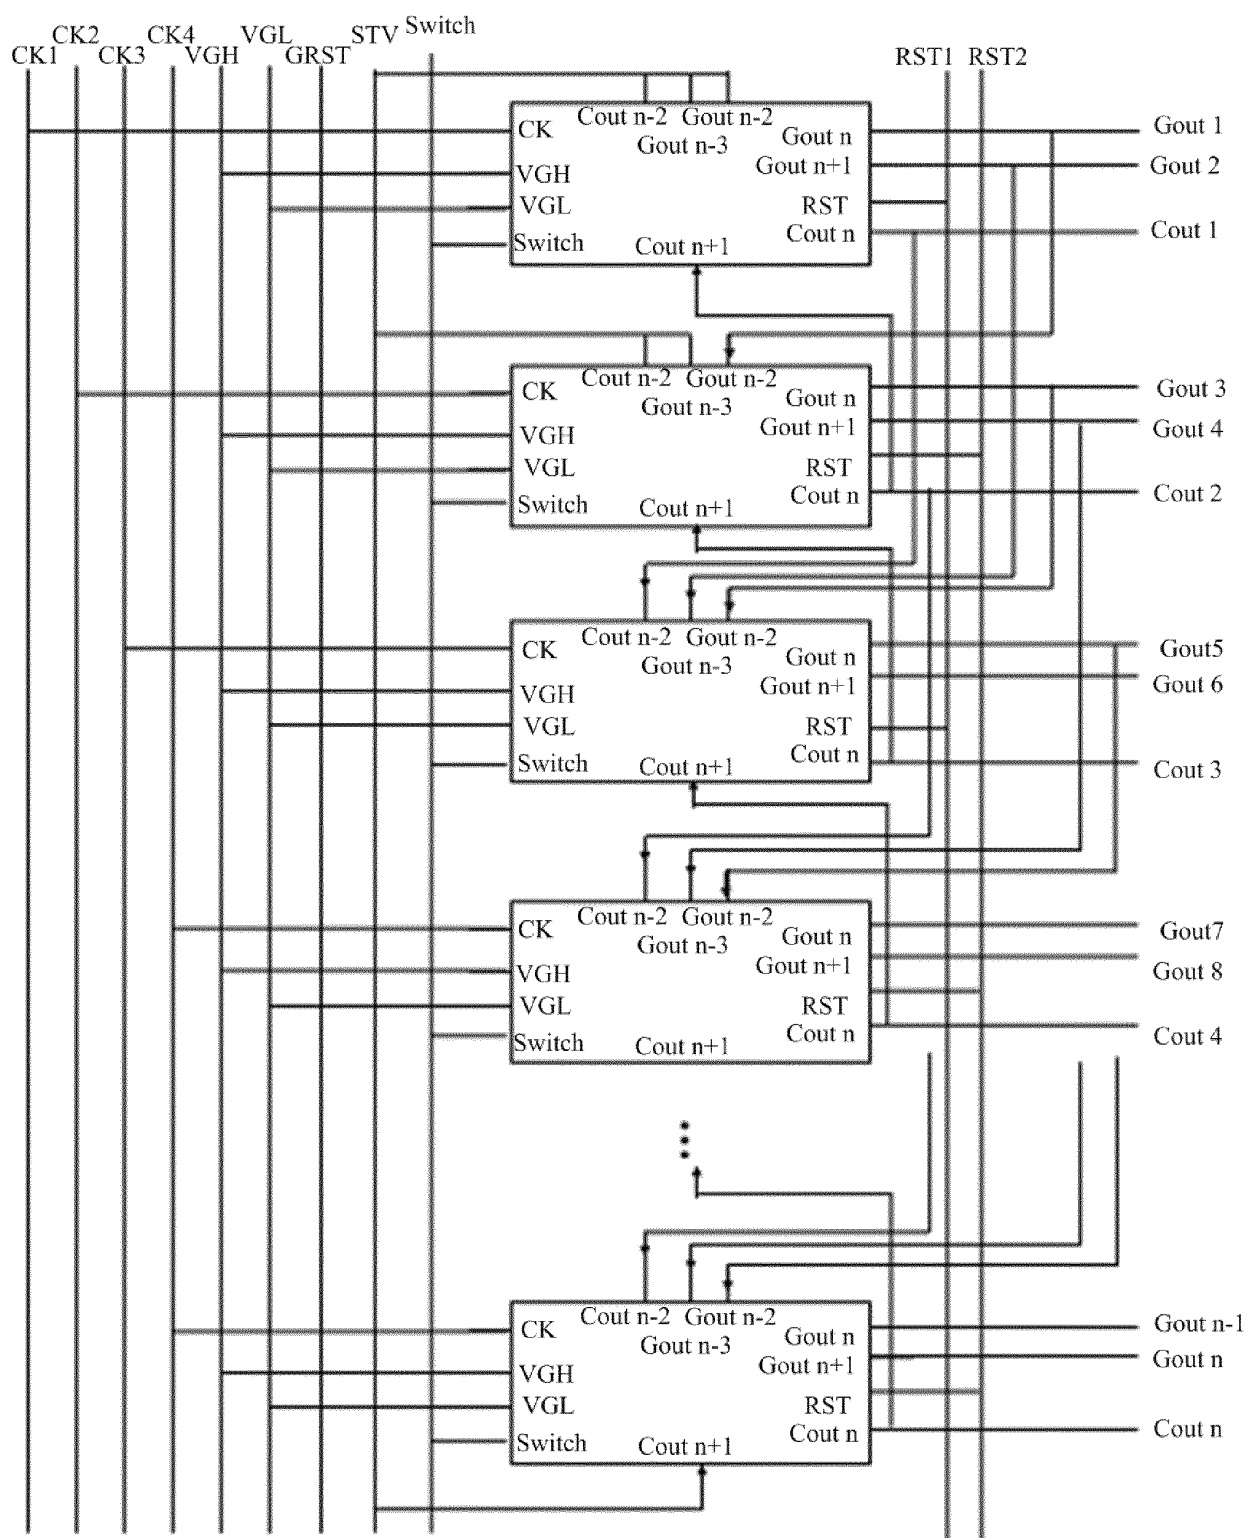 CK1
CK2
CK3
CK4
VGH
VGL
GRST
STV
Switch
RST1
RST2
CK
VGH
VGL
Switch
Cout n-2
Gout n-2
Gout n-3
Gout n
Gout n+1
RST
Cout n
Cout n+1
Gout 1
Gout 2
Cout 1
CK
VGH
VGL
Switch
Cout n-2
Gout n-2
Gout n-3
Gout n
Gout n+1
RST
Cout n
Cout n+1
Gout 3
Gout 4
Cout 2
CK
VGH
VGL
Switch
Cout n-2
Gout n-2
Gout n-3
Gout n
Gout n+1
RST
Cout n
Cout n+1
Gout5
Gout 6
Cout 3
CK
VGH
VGL
Switch
Cout n-2
Gout n-2
Gout n-3
Gout n
Gout n+1
RST
Cout n
Cout n+1
Gout7
Gout 8
Cout 4
CK
VGH
VGL
Switch
Cout n-2
Gout n-2
Gout n-3
Gout n
Gout n+1
RST
Cout n
Cout n+1
Gout n-1
Gout n
Cout n